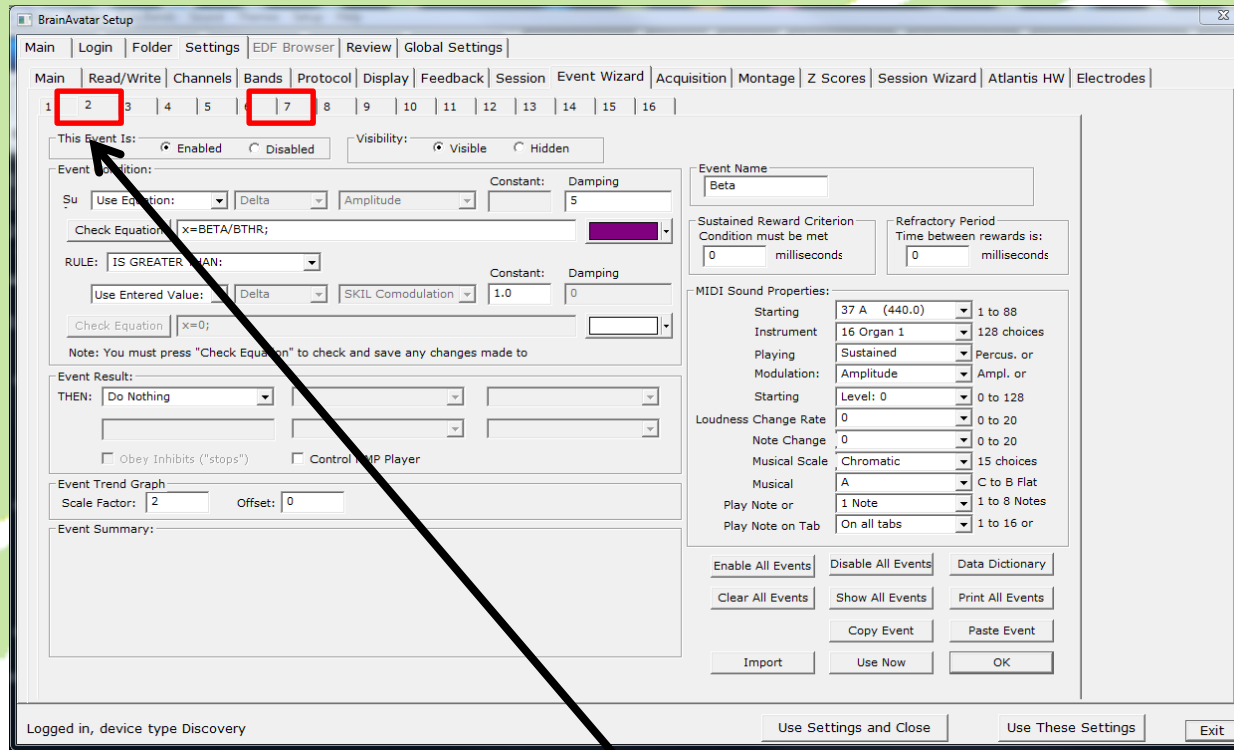 BrainAvatar Setup
Main Login Folder Settings EDF Browser Review Global Settings
Main Read/Write Channels Bands Protocol Display Feedback Session Event Wizard Acquisition Montage Z Scores Session Wizard Atlantis HW Electrodes
1 2 3 4 5 6 7 8 9 10 11 12 13 14 15 16
This Event Is: Enabled Disabled Visibility: Visible Hidden
Event Condition:
Constant: Damping
Su Use Equation: Delta Amplitude 5
Check Equation x=BETA/BTHR;
RULE: IS GREATER THAN:
Constant: Damping
Use Entered Value: Delta SKIL Comodulation 1.0 0
Check Equation x=0;
Note: You must press "Check Equation" to check and save any changes made to
Event Result:
THEN: Do Nothing
Obey Inhibits ("stops") Control MMP Player
Event Trend Graph
Scale Factor: 2 Offset: 0
Event Summary:
Event Name
Beta
Sustained Reward Criterion Refractory Period
Condition must be met Time between rewards is:
0 milliseconds 0 milliseconds
MIDI Sound Properties:
Starting 37 A (440.0) 1 to 88
Instrument 16 Organ 1 128 choices
Playing Sustained Percus. or
Modulation: Amplitude Ampl. or
Starting Level: 0 0 to 128
Loudness Change Rate 0 0 to 20
Note Change 0 0 to 20
Musical Scale Chromatic 15 choices
Musical A C to B Flat
Play Note or 1 Note 1 to 8 Notes
Play Note on Tab On all tabs 1 to 16 or
Enable All Events Disable All Events Data Dictionary
Clear All Events Show All Events Print All Events
Copy Event Paste Event
Import Use Now OK
Logged in, device type Discovery Use Settings and Close Use These Settings Exit